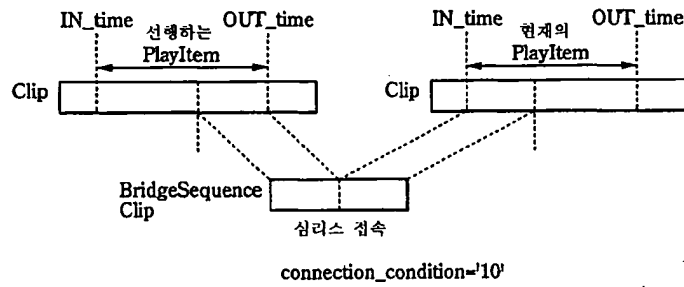 IN_time 선행하는 OUT_time
PlayItem
IN_time 현재의 OUT_time
PlayItem
Clip
Clip
BridgeSequence
Clip
심리스 접속
connection_condition='10'